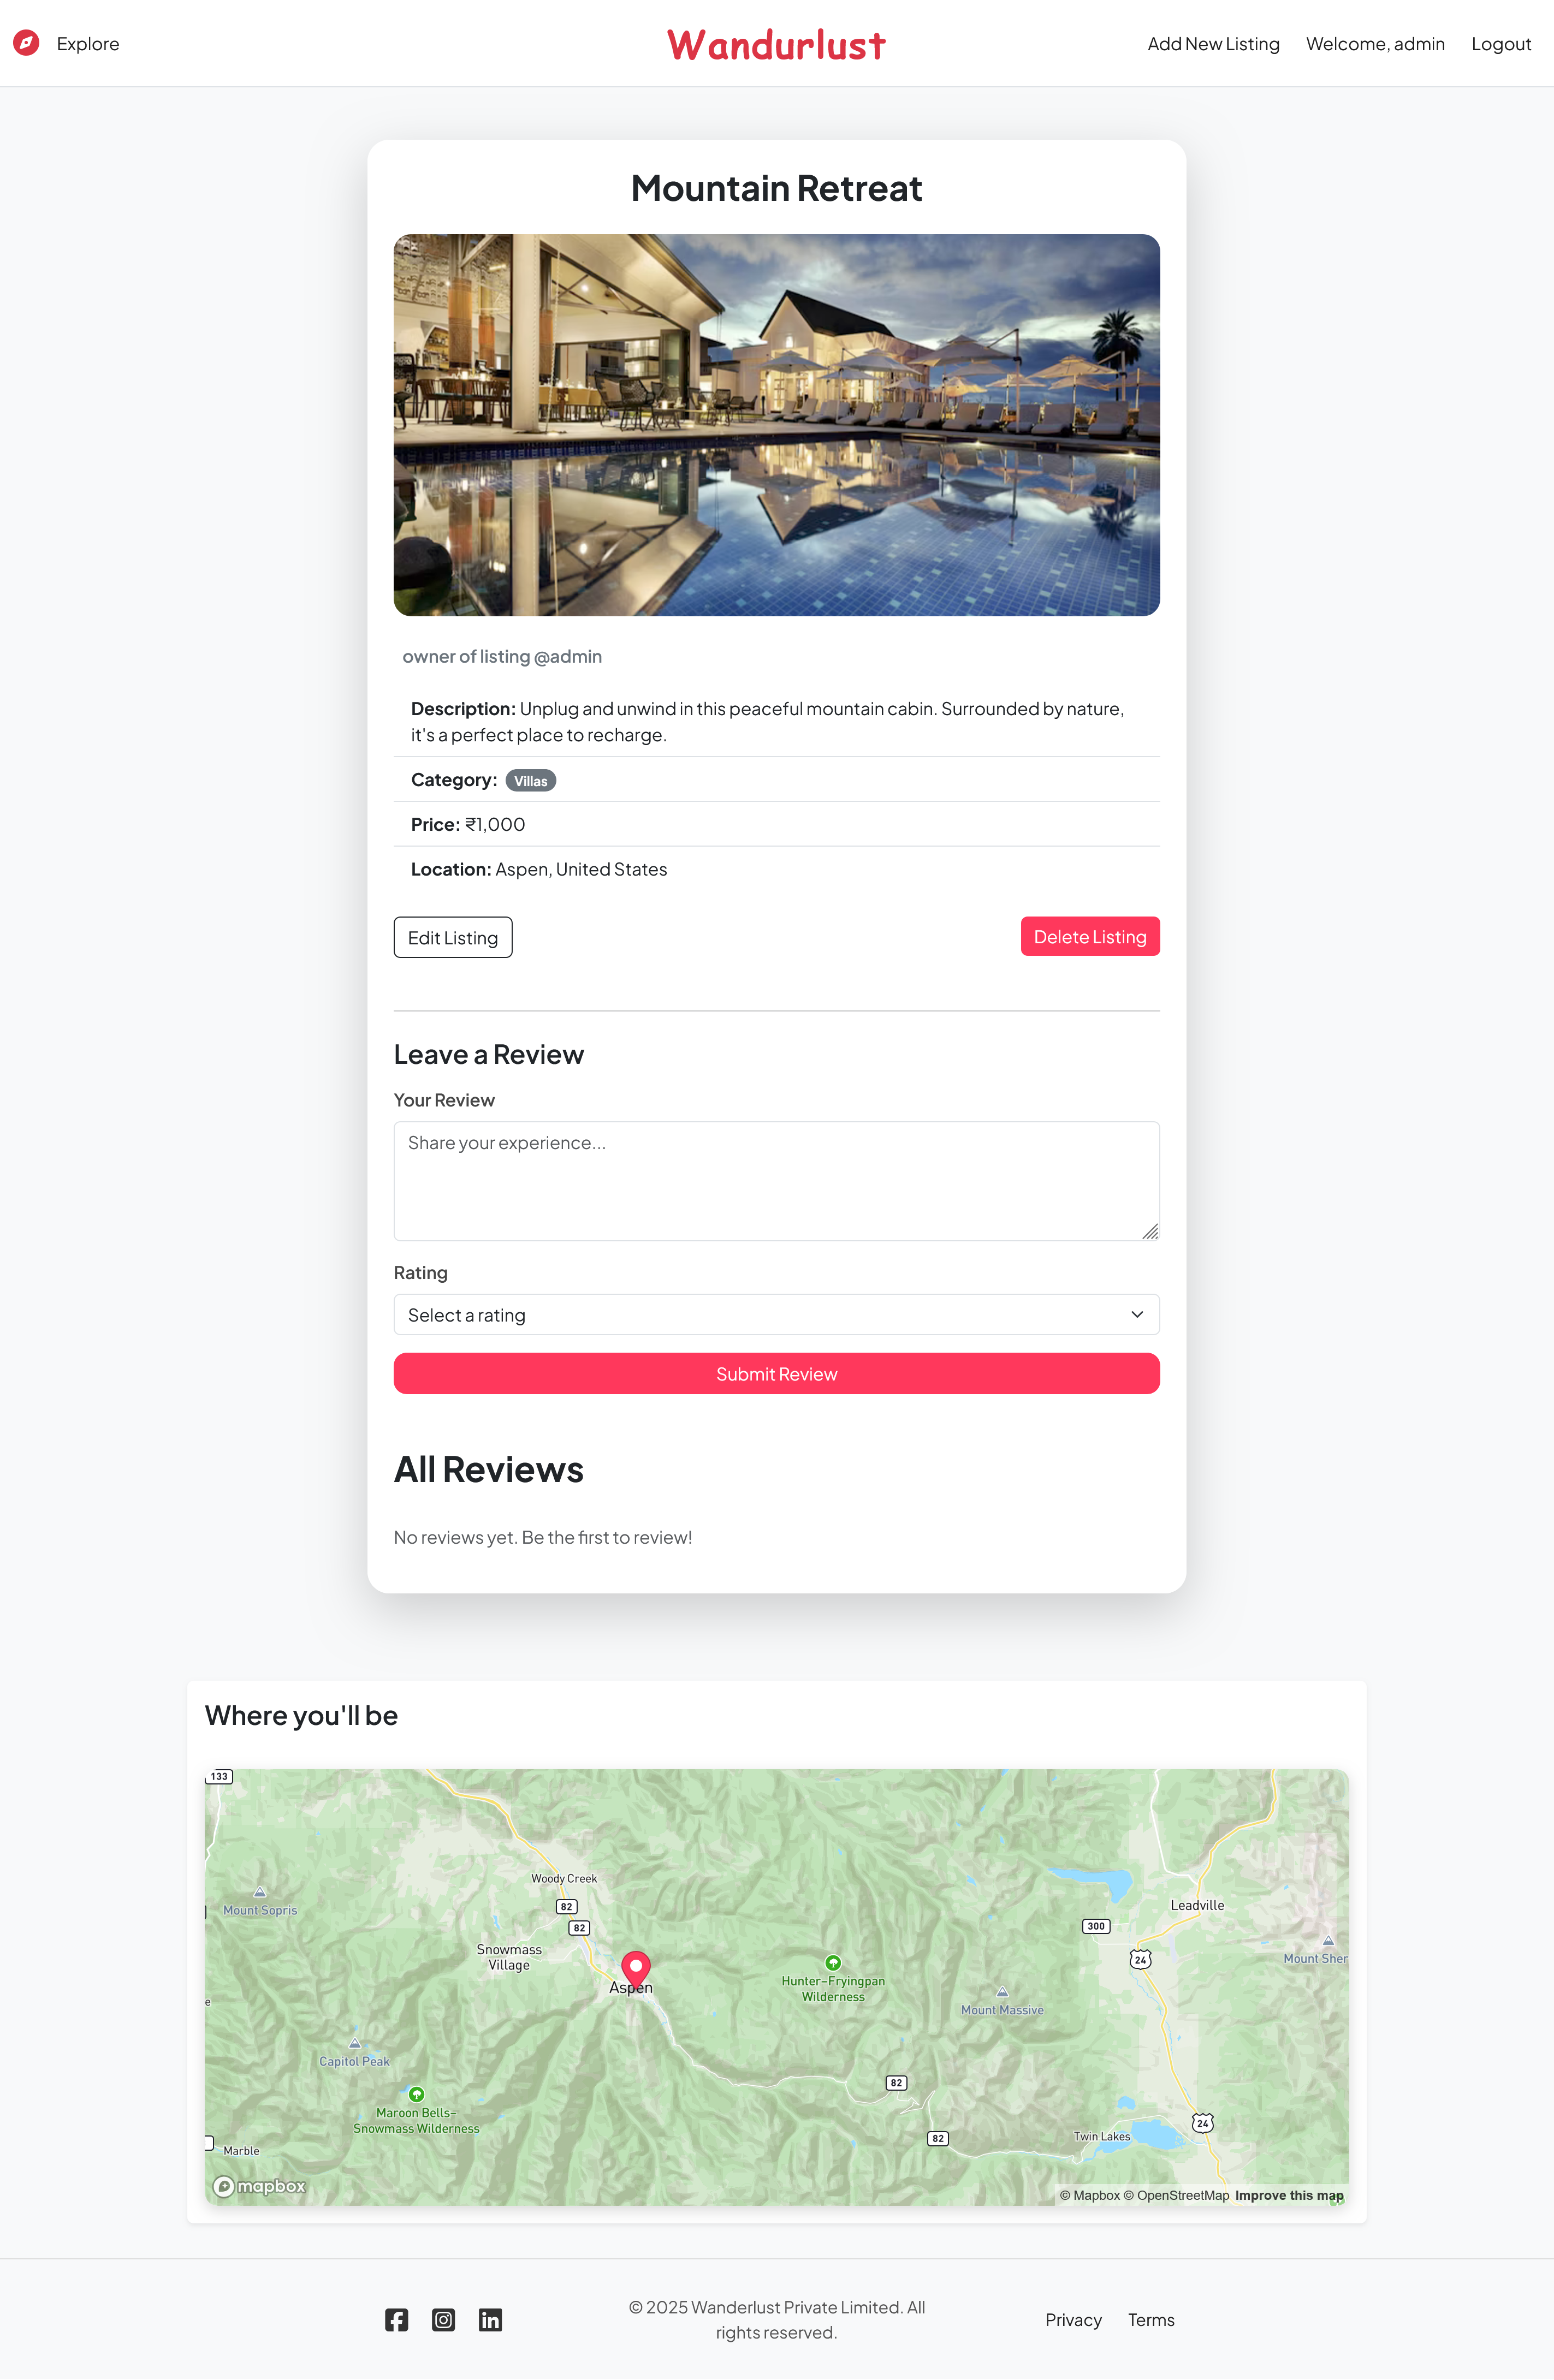 Explore
Wandurlust
Add New Listing
Welcome, admin
Logout
Mountain Retreat
owner of listing @admin
Description: Unplug and unwind in this peaceful mountain cabin. Surrounded by nature,
it's a perfect place to recharge.
Category: Villas
Price: ₹1,000
Location: Aspen, United States
Edit Listing
Delete Listing
Leave a Review
Your Review
Share your experience...
Rating
Select a rating
Submit Review
All Reviews
No reviews yet. Be the first to review!
Where you'll be
133
Woody Creek
82
Mount Sopris
Leadville
82
300
Snowmass
Village
24
Mount Sher
Hunter-Fryingpan
Wilderness
Aspen
Mount Massive
e
Capitol Peak
82
Maroon Bells-
Snowmass Wilderness
24
Twin Lakes
82
Marble
mapbox
© Mapbox © OpenStreetMap Improve this map
© 2025 Wanderlust Private Limited. All
rights reserved.
Privacy
Terms